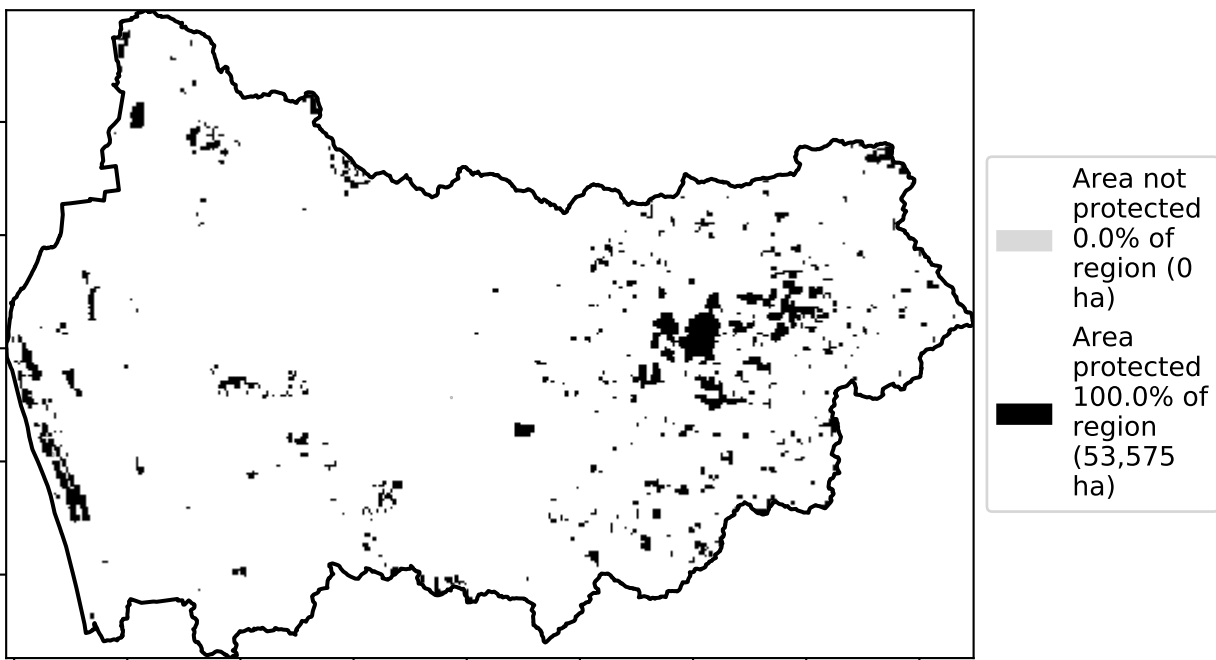 Area not
protected
0.0% of
region (0
ha)
Area
protected
100.0% of
region
(53,575
ha)